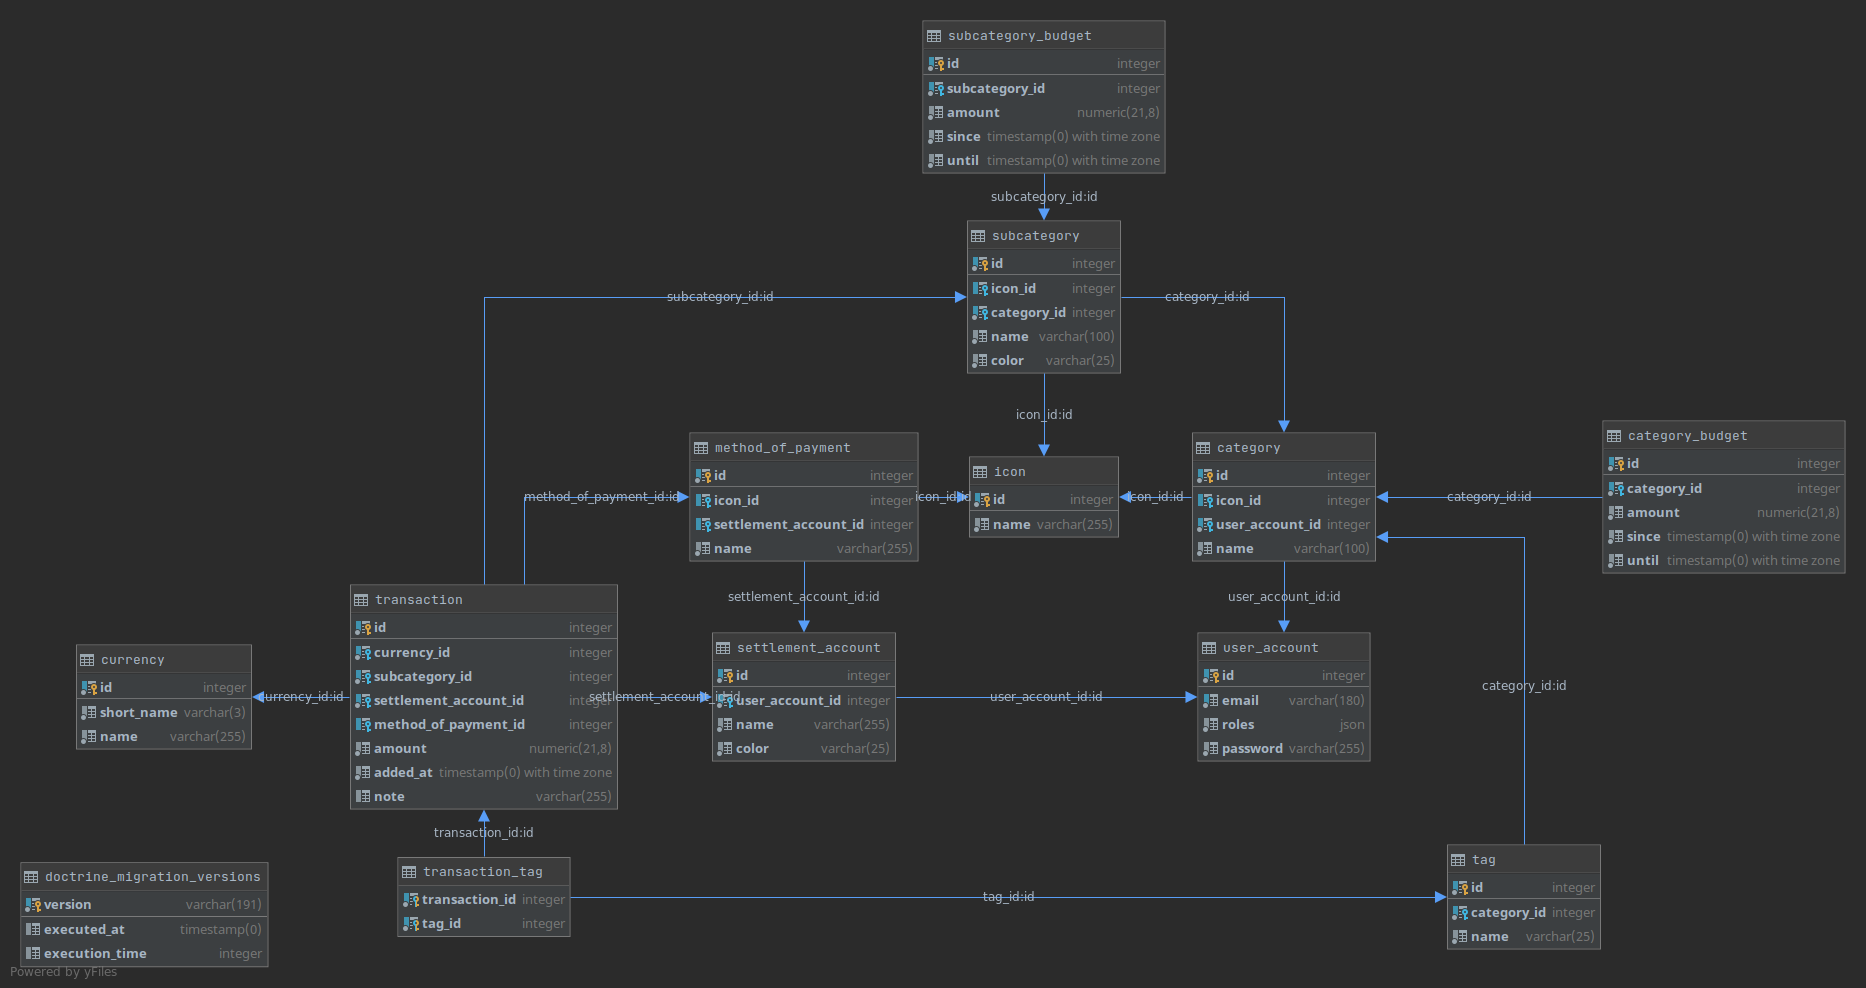 subcategory_budget
id integer
subcategory_id integer
amount numeric(21,8)
since timestamp(0) with time zone
until timestamp(0) with time zone
subcategory_id:id
subcategory
id integer
icon_id integer
category_id integer
name varchar(100)
color varchar(25)
subcategory_id:id
category_id:id
icon_id:id
method_of_payment
id integer
icon_id integer
settlement_account_id integer
name varchar(255)
icon
id integer
name varchar(255)
category
id integer
icon_id integer
user_account_id integer
name varchar(100)
category_budget
id integer
category_id integer
amount numeric(21,8)
since timestamp(0) with time zone
until timestamp(0) with time zone
method_of_payment_id:id
icon_id:id
icon_id:id
category_id:id
settlement_account_id:id
user_account_id:id
transaction
id integer
currency_id integer
subcategory_id integer
settlement_account_id integer
method_of_payment_id integer
amount numeric(21,8)
added_at timestamp(0) with time zone
note varchar(255)
currency
id integer
short_name varchar(3)
name varchar(255)
currency_id:id
settlement_account_id:id
settlement_account
id integer
user_account_id integer
name varchar(255)
color varchar(25)
user_account_id:id
user_account
id integer
email varchar(180)
roles json
password varchar(255)
category_id:id
transaction_id:id
doctrine_migration_versions
version varchar(191)
executed_at timestamp(0)
execution_time integer
transaction_tag
transaction_id integer
tag_id integer
tag_id:id
tag
id integer
category_id integer
name varchar(25)
Powered by yFiles